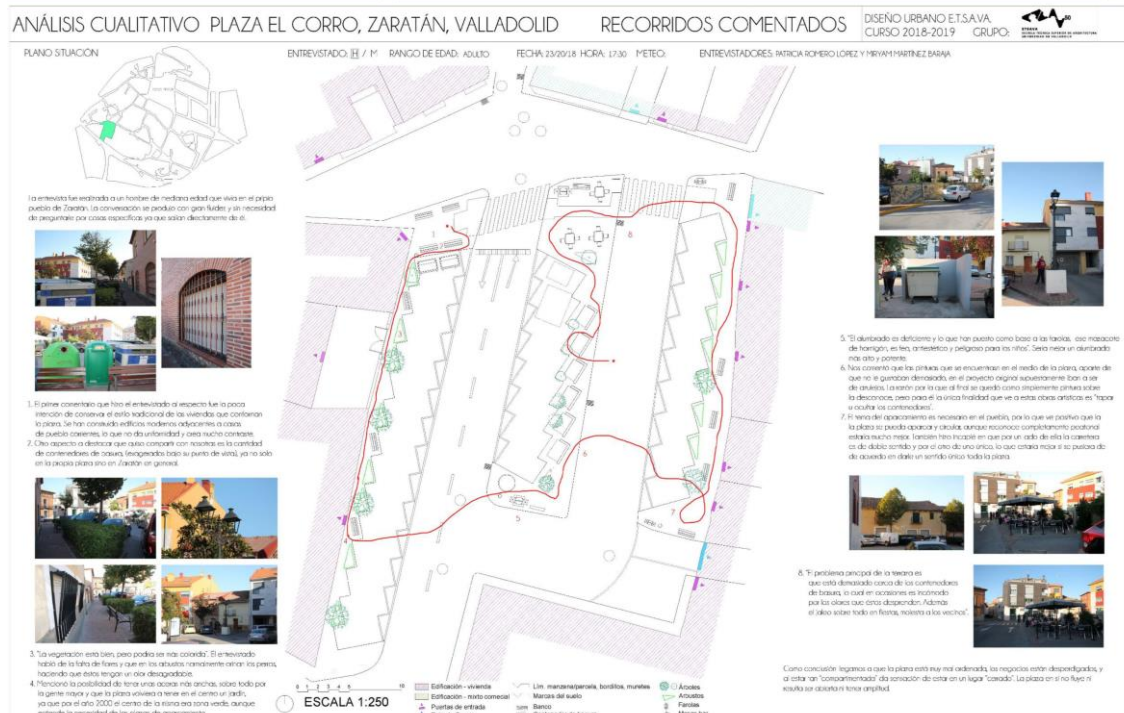 ANÁLISIS CUALITATIVO PLAZA EL CORRO, ZARATÁN, VALLADOLID RECORRIDOS COMENTADOS
DISEÑO URBANO E.T.S.A.VA.
CURSO 2018-2019 GRUPO:
PLANO SITUACIÓN
ENTREVISTADO: H / M RANGO DE EDAD: ADULTO FECHA: 23/20/18 HORA: 17:30 METEO: ENTREVISTADORES: PATRICIA ROMERO LÓPEZ Y MIRYAM MARTÍNEZ BARAJA
La entrevista fue realizada a un hombre de mediana edad que vivía en el propio
pueblo de Zaratán. La conversación se produjo con gran fluidez y sin necesidad
de preguntarle por cosas específicas ya que salían directamente de él.
1. El primer comentario que hizo el entrevistado al respecto fue la poca
intención de conservar el estilo tradicional de las viviendas que conforman
la plaza. Se han construido edificios modernos adyacentes a casas
de pueblo corrientes, lo que no da uniformidad y crea mucho contraste.
2. Otro aspecto a destacar que quiso compartir con nosotras es la cantidad
de contenedores de basura, (exagerados bajo su punto de vista), ya no solo
en la propia plaza sino en Zaratán en general.
3. "La vegetación está bien, pero podría ser más colorida". El entrevistado
habló de la falta de flores y que en los arbustos normalmente orinan los perros,
haciendo que éstos tengan un olor desagradable.
4. Mencionó la posibilidad de tener unas aceras más anchas, sobre todo por
la gente mayor y que la plaza volviera a tener en el centro un jardín,
ya que por el año 2000 el centro de la misma era zona verde, aunque
5. "El alumbrado es deficiente y lo que han puesto como base a las farolas, ese mazacote
de hormigón, es feo, antiestético y peligroso para los niños". Sería mejor un alumbrado
más alto y potente.
6. Nos comentó que las pinturas que se encuentran en el medio de la plaza, aparte de
que no le gustaban demasiado, en el proyecto original supuestamente iban a ser
de azulejos. La razón por la que al final se quedó como simplemente pintura sobre
la desconoce, pero para él la única finalidad que ve a estas obras artísticas es "tapar
u ocultar los contenedores".
7. El tema del aparcamiento es necesario en el pueblo, por lo que ve positivo que la
la plaza se pueda aparcar y circular, aunque reconoce completamente peatonal
estaría mucho mejor. También hizo hincapié en que por un lado de ella la carretera
es de doble sentido y por el otro de uno único, lo que estaría mejor si se pusiera de
de acuerdo en darle un sentido único toda la plaza.
8. "El problema principal de la terraza es
que está demasiado cerca de los contenedores
de basura, lo cual en ocasiones es incómodo
por los olores que éstos desprenden. Además
el jaleo sobre todo en fiestas, molesta a los vecinos".
Como conclusión llegamos a que la plaza está muy mal ordenada, los negocios están desperdigados, y
al estar tan "compartimentada" da sensación de estar en un lugar "cerrado". La plaza en sí no fluye ni
resulta ser abierta ni tener amplitud.
1
2
3
4
5
6
7
8
ESCALA 1:250
Edificación - vivienda
Edificación - mixto comercial
Puertas de entrada
Lím. manzana/parcela, bordillos, muretes
Marcas del suelo
Banco
Árboles
Arbustos
Farolas